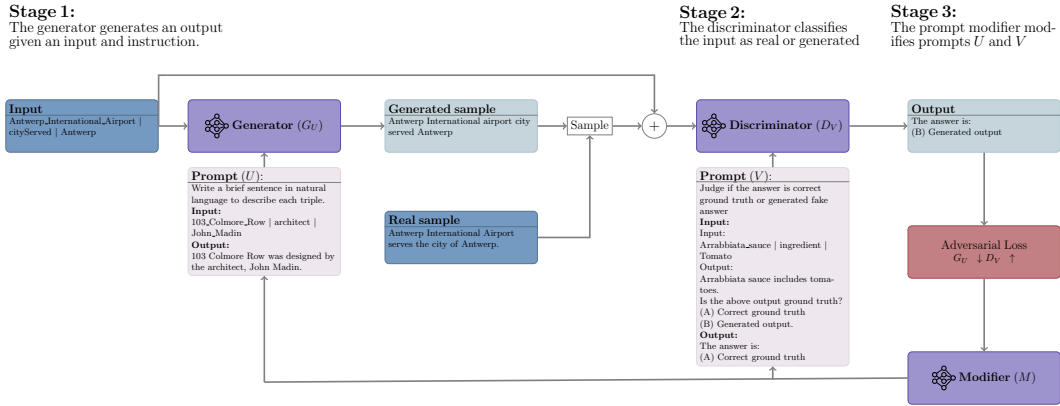 Stage 1:
The generator generates an output
given an input and instruction.
Stage 2:
The discriminator classifies
the input as real or generated
Stage 3:
The prompt modifier mod-
ifies prompts U and V
Input
Antwerp_International_Airport |
cityServed | Antwerp
Generator (G_U)
Generated sample
Antwerp International airport city
served Antwerp
Sample
+
Discriminator (D_V)
Output
The answer is:
(B) Generated output
Prompt (U):
Write a brief sentence in natural
language to describe each triple.
Input:
103_Colmore_Row | architect |
John_Madin
Output:
103 Colmore Row was designed by
the architect, John Madin.
Real sample
Antwerp International Airport
serves the city of Antwerp.
Prompt (V):
Judge if the answer is correct
ground truth or generated fake
answer
Input:
Input:
Arrabbiata_sauce | ingredient |
Tomato
Output:
Arrabbiata sauce includes toma-
toes.
Is the above output ground truth?
(A) Correct ground truth
(B) Generated output.
Output:
The answer is:
(A) Correct ground truth
Adversarial Loss
G_U ↓ D_V ↑
Modifier (M)